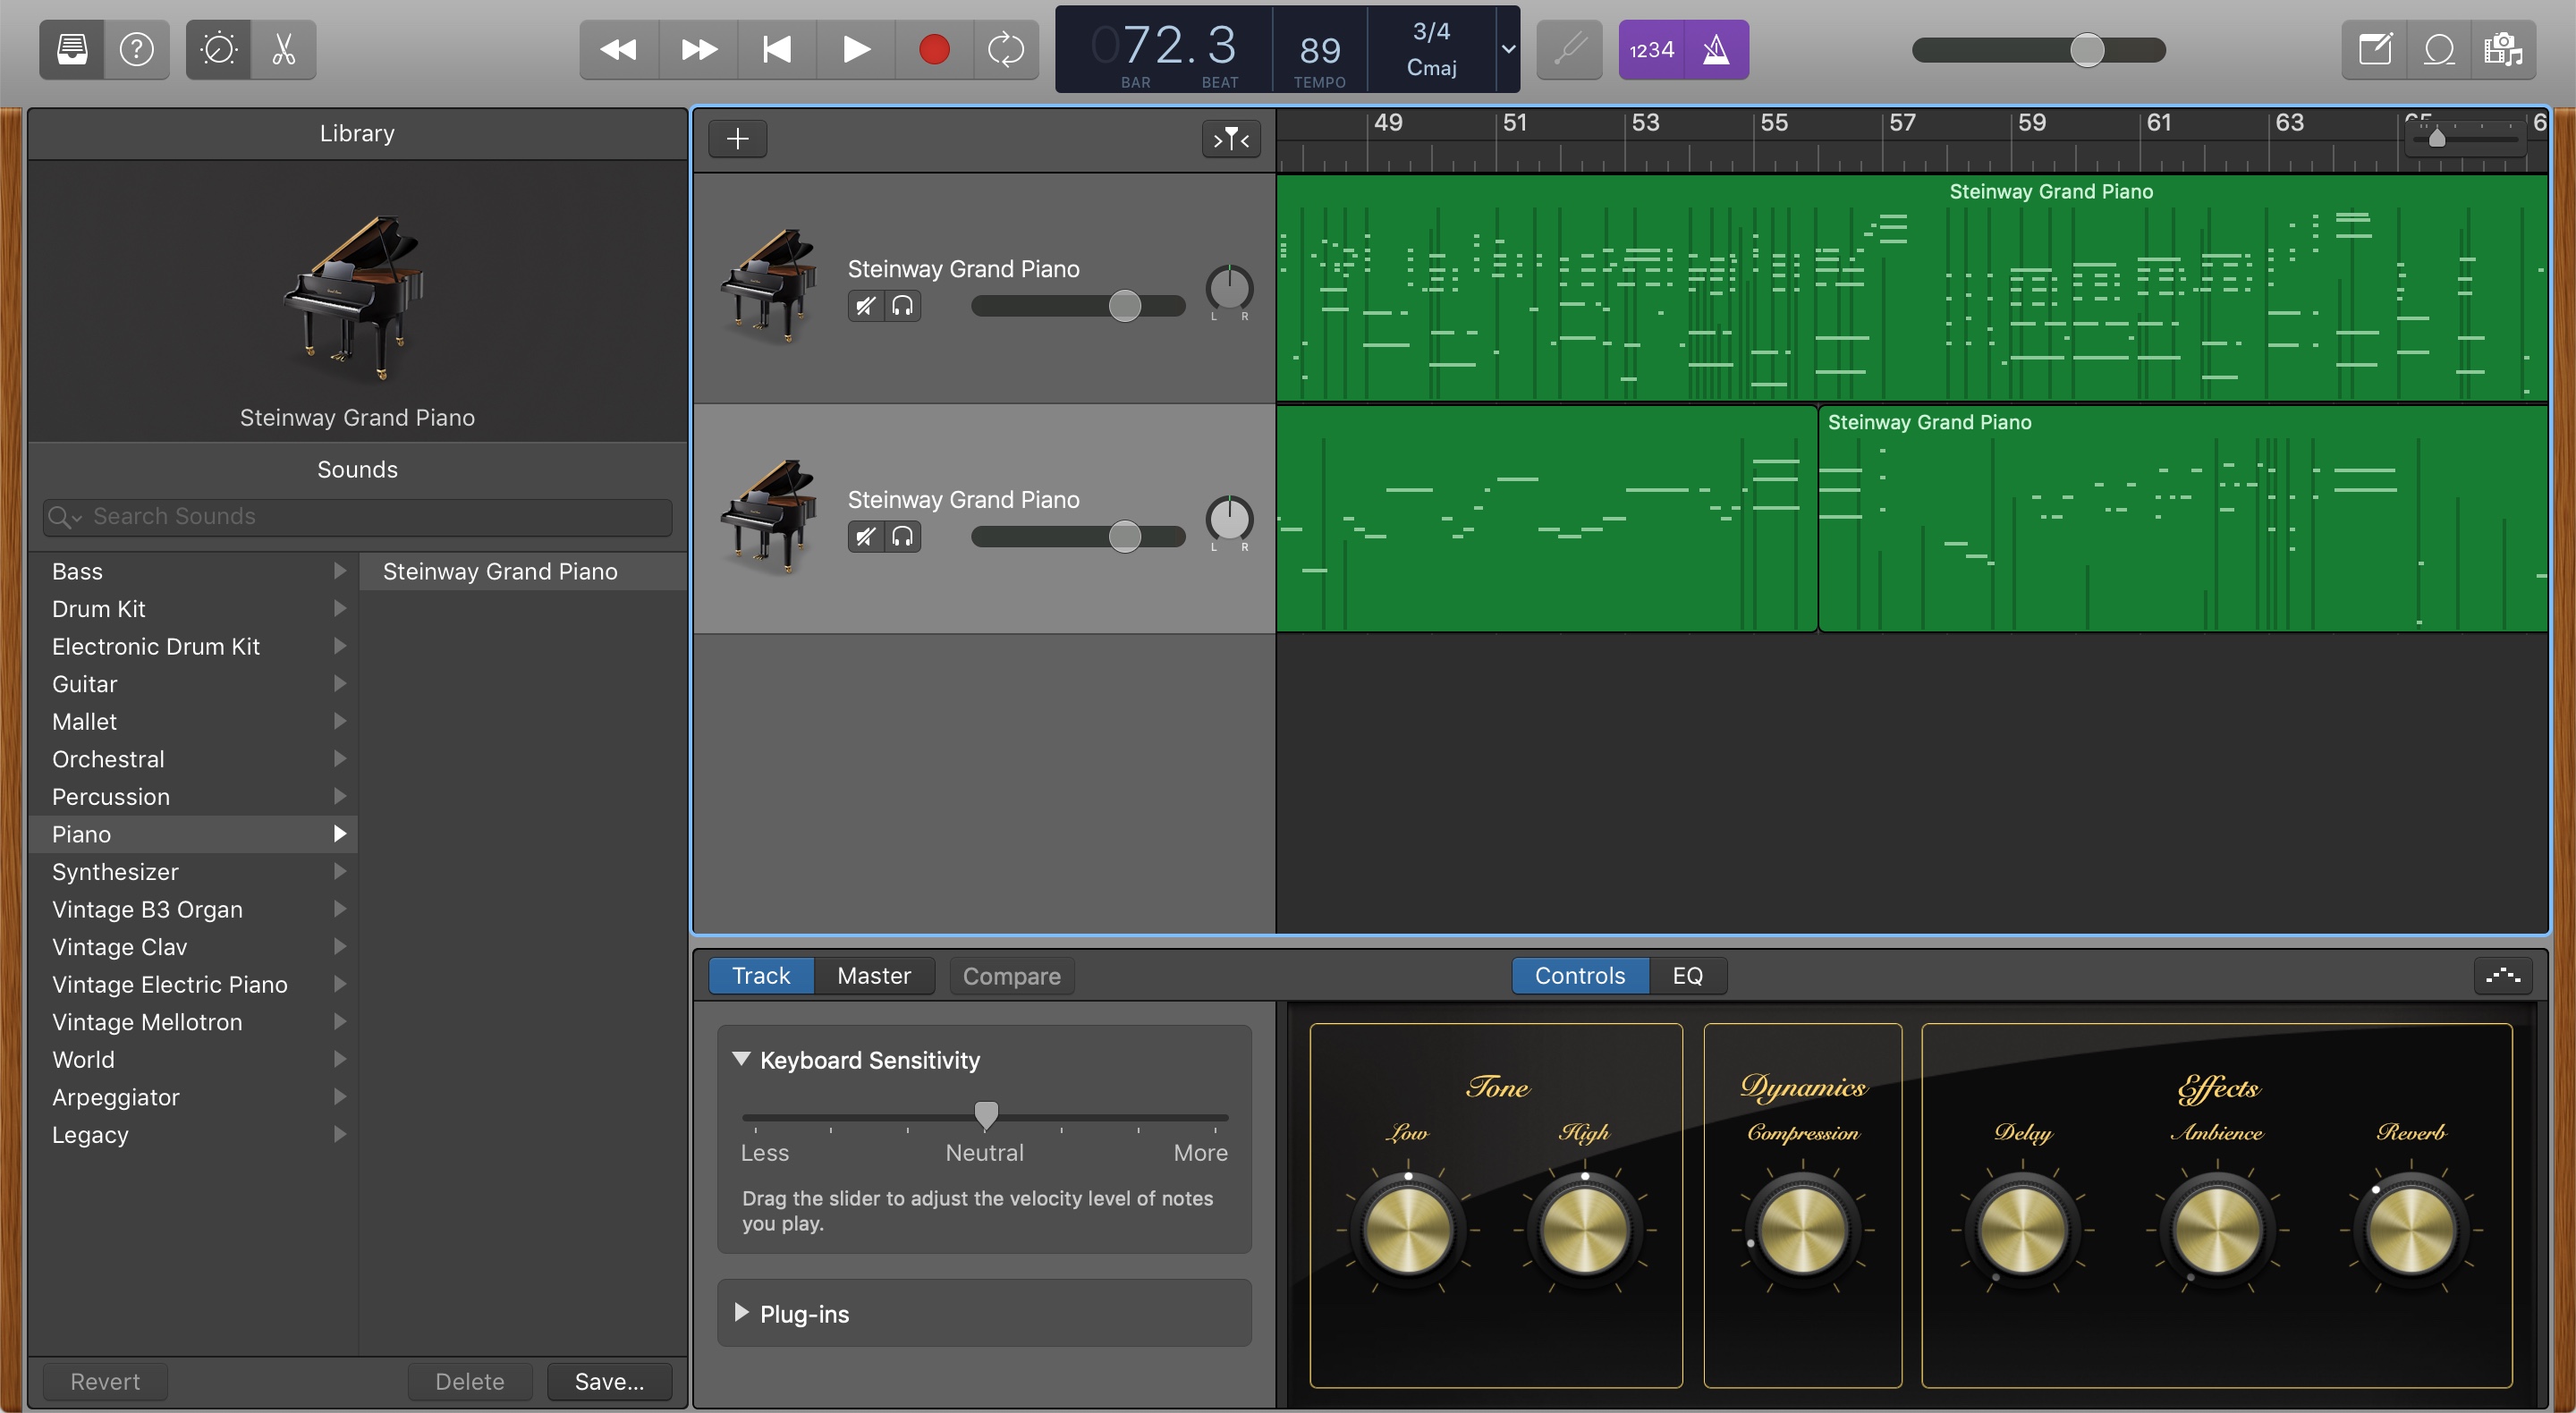 072.3
BAR
BEAT
89
TEMPO
3/4
Cmaj
1234
Library
Steinway Grand Piano
Sounds
Search Sounds
Bass
Drum Kit
Electronic Drum Kit
Guitar
Mallet
Orchestral
Percussion
Piano
Synthesizer
Vintage B3 Organ
Vintage Clav
Vintage Electric Piano
Vintage Mellotron
World
Arpeggiator
Legacy
Steinway Grand Piano
Revert
Delete
Save...
49 51 53 55 57 59 61 63 65 6
Steinway Grand Piano
L R
Steinway Grand Piano
Steinway Grand Piano
L R
Steinway Grand Piano
Track
Master
Compare
Controls
EQ
Keyboard Sensitivity
Less Neutral More
Drag the slider to adjust the velocity level of notes
you play.
Plug-ins
Tone
Low High
Dynamics
Compression
Effects
Delay Ambience Reverb